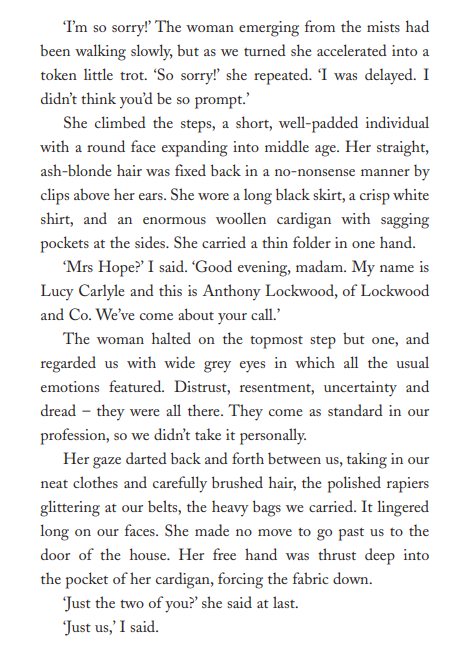 ‘I’m so sorry!’ The woman emerging from the mists had
been walking slowly, but as we turned she accelerated into a
token little trot. ‘So sorry!’ she repeated. ‘I was delayed. I
didn’t think you’d be so prompt.’
She climbed the steps, a short, well-padded individual
with a round face expanding into middle age. Her straight,
ash-blonde hair was fixed back in a no-nonsense manner by
clips above her ears. She wore a long black skirt, a crisp white
shirt, and an enormous woollen cardigan with sagging
pockets at the sides. She carried a thin folder in one hand.
‘Mrs Hope?’ I said. ‘Good evening, madam. My name is
Lucy Carlyle and this is Anthony Lockwood, of Lockwood
and Co. We’ve come about your call.’
The woman halted on the topmost step but one, and
regarded us with wide grey eyes in which all the usual
emotions featured. Distrust, resentment, uncertainty and
dread – they were all there. They come as standard in our
profession, so we didn’t take it personally.
Her gaze darted back and forth between us, taking in our
neat clothes and carefully brushed hair, the polished rapiers
glittering at our belts, the heavy bags we carried. It lingered
long on our faces. She made no move to go past us to the
door of the house. Her free hand was thrust deep into
the pocket of her cardigan, forcing the fabric down.
‘Just the two of you?’ she said at last.
‘Just us,’ I said.